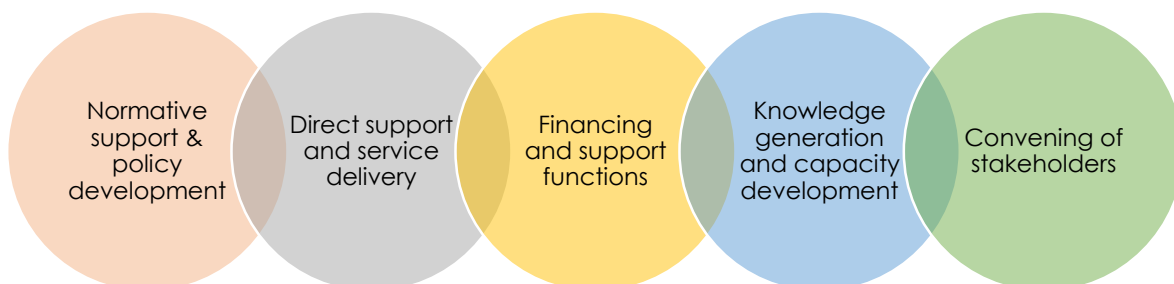 Normative
support &
policy
development
Direct support
and service
delivery
Financing
and support
functions
Knowledge
generation
and capacity
development
Convening of
stakeholders